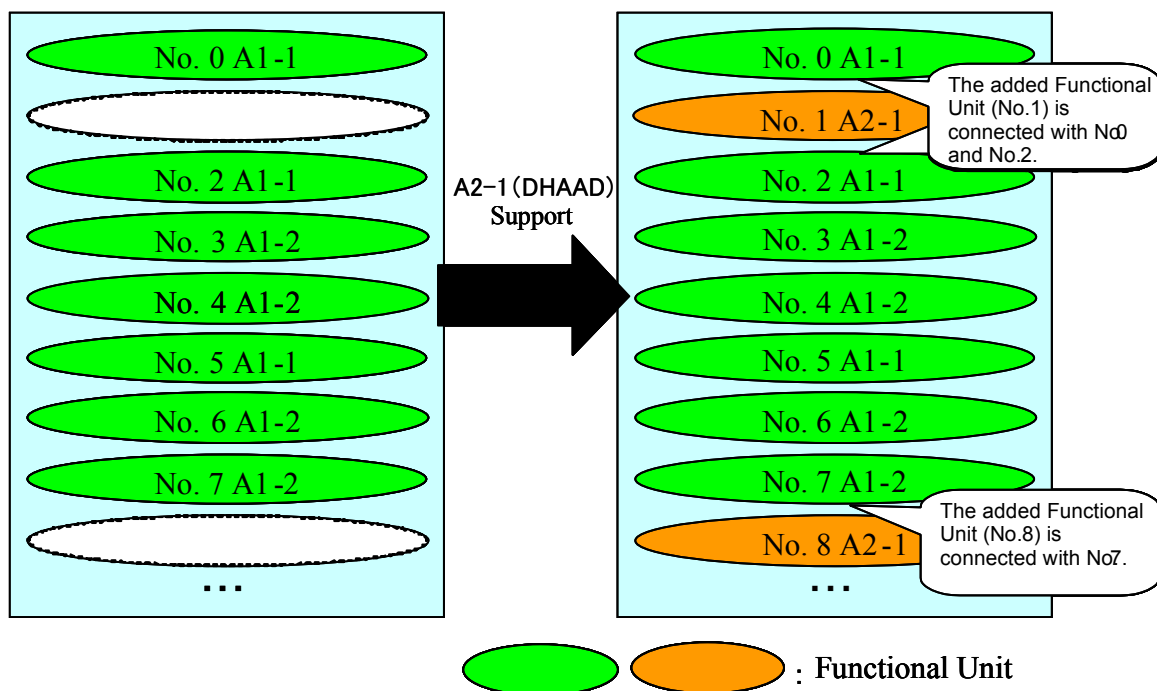 No. 0 A1-1
No. 2 A1-1
No. 3 A1-2
No. 4 A1-2
No. 5 A1-1
No. 6 A1-2
No. 7 A1-2
...
A2-1(DHAAD)
Support
No. 0 A1-1
No. 1 A2-1
No. 2 A1-1
No. 3 A1-2
No. 4 A1-2
No. 5 A1-1
No. 6 A1-2
No. 7 A1-2
No. 8 A2-1
...
The added Functional
Unit (No.1) is
connected with No0
and No.2.
The added Functional
Unit (No.8) is
connected with No7.
: Functional Unit